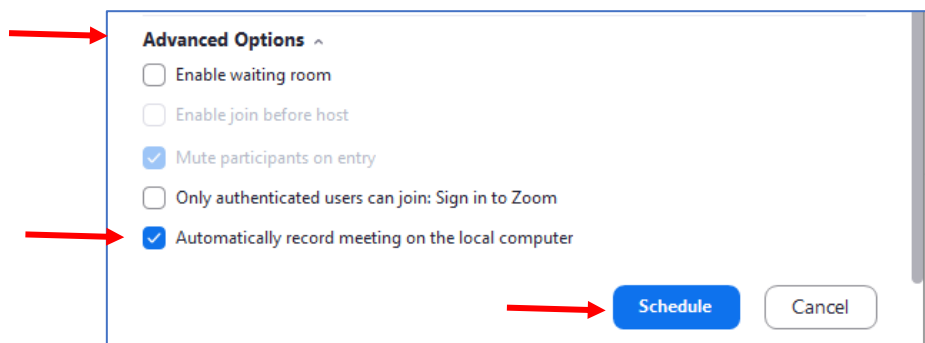 Advanced Options
Enable waiting room
Enable join before host
Mute participants on entry
Only authenticated users can join: Sign in to Zoom
Automatically record meeting on the local computer
Schedule Cancel